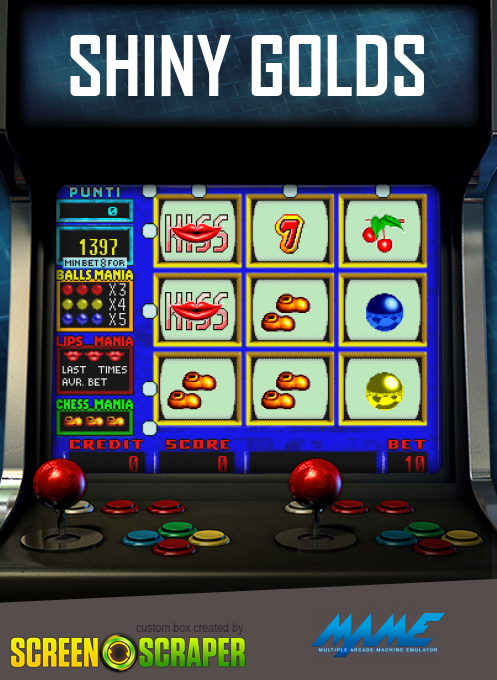 SHINY GOLDS
PUNTI
0
1397
MIN BET 8 FOR
BALLS MANIA
X3
X4
X5
LIPS MANIA
LAST TIMES
AVR. BET
CHESS MANIA
KISS
7
KISS
CREDIT SCORE BET
0 0 10
custom box created by
SCREEN SCRAPER
MAME
MULTIPLE ARCADE MACHINE EMULATOR